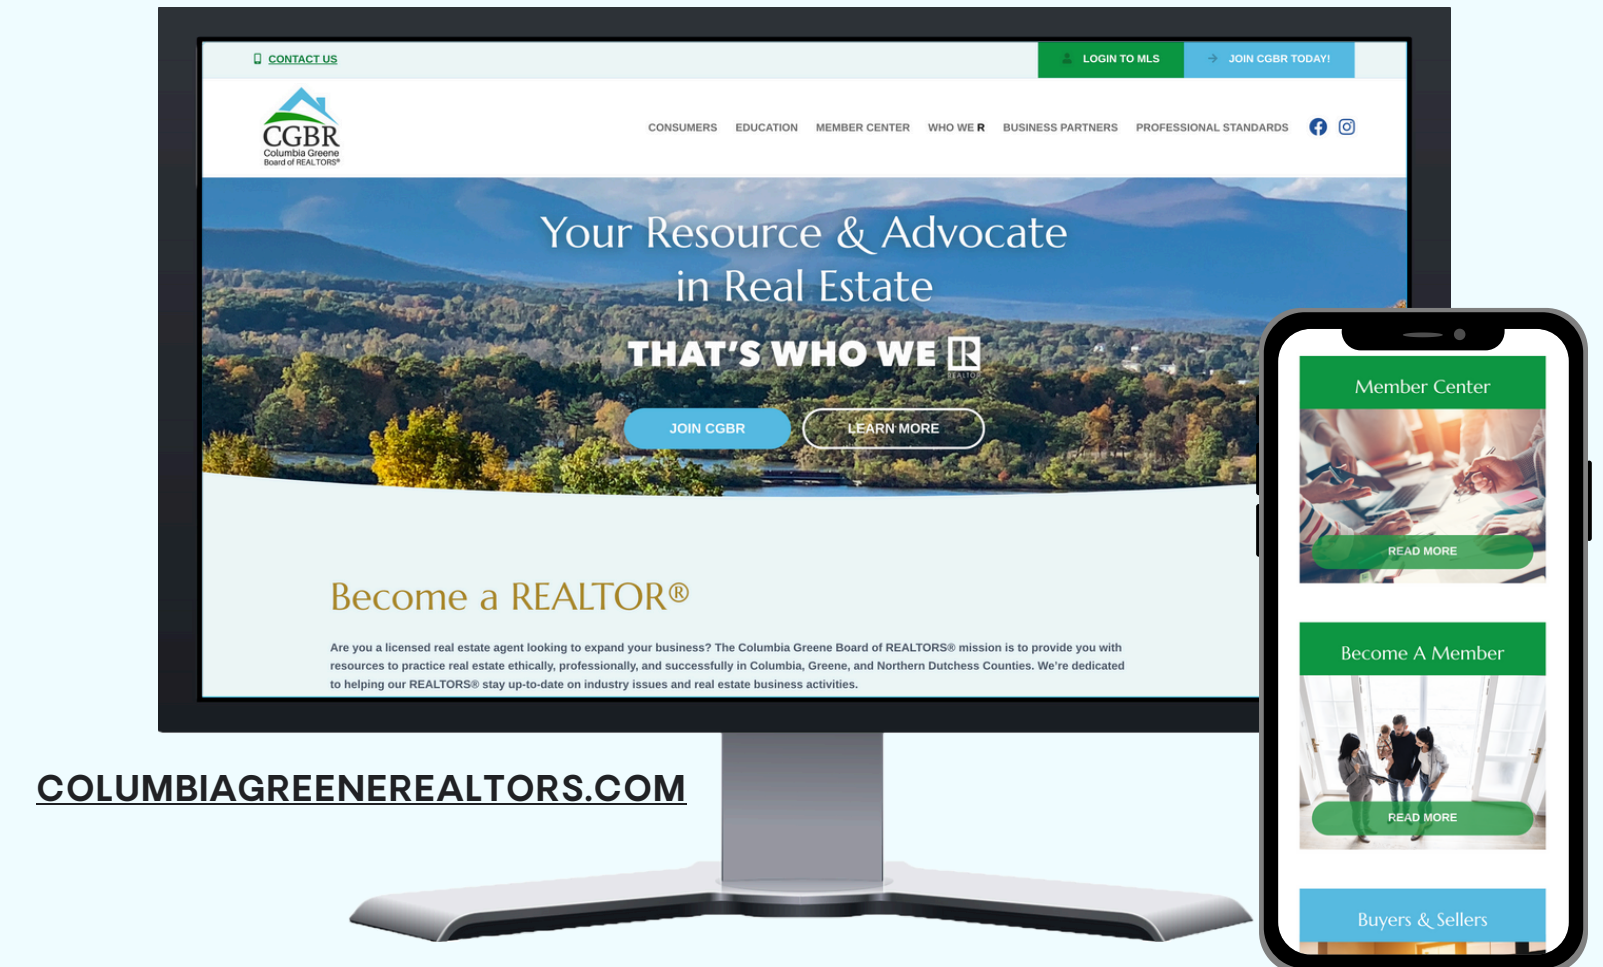 CONTACT US
LOGIN TO MLS
JOIN CGBR TODAY!
CGBR
Columbia Greene
Board of REALTORS®
CONSUMERS
EDUCATION
MEMBER CENTER
WHO WE R
BUSINESS PARTNERS
PROFESSIONAL STANDARDS
Your Resource & Advocate
in Real Estate
THAT'S WHO WE R
REALTOR
JOIN CGBR
LEARN MORE
Become a REALTOR®
Are you a licensed real estate agent looking to expand your business? The Columbia Greene Board of REALTORS® mission is to provide you with
resources to practice real estate ethically, professionally, and successfully in Columbia, Greene, and Northern Dutchess Counties. We're dedicated
to helping our REALTORS® stay up-to-date on industry issues and real estate business activities.
COLUMBIAGREENEREALTORS.COM
Member Center
READ MORE
Become A Member
READ MORE
Buyers & Sellers